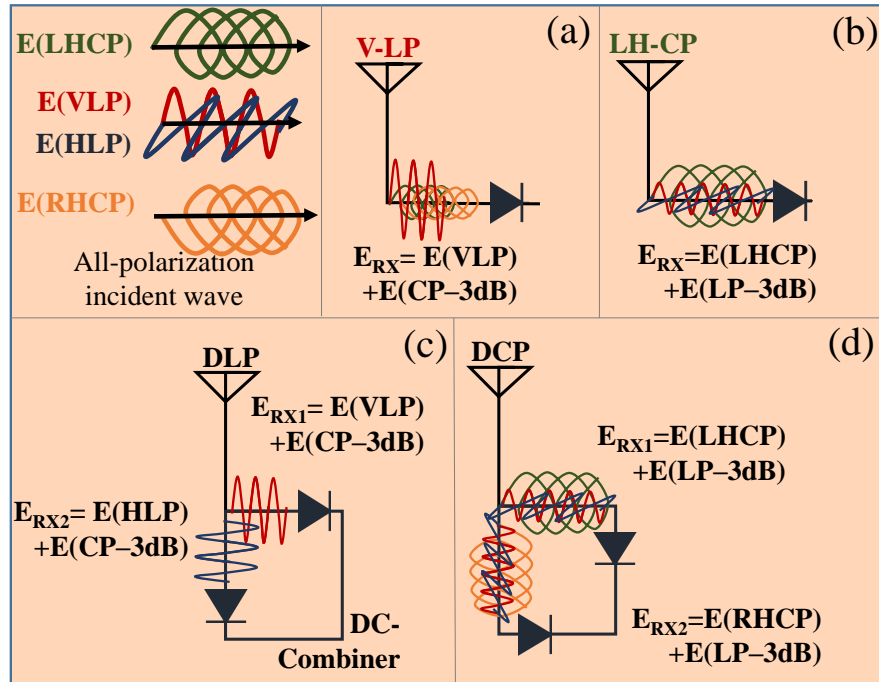 E(LHCP)
E(VLP)
E(HLP)
E(RHCP)
All-polarization
incident wave
(a)
V-LP
E_RX= E(VLP)
+E(CP–3dB)
(b)
LH-CP
E_RX=E(LHCP)
+E(LP–3dB)
(c)
DLP
E_RX1= E(VLP)
+E(CP–3dB)
E_RX2= E(HLP)
+E(CP–3dB)
DC-
Combiner
(d)
DCP
E_RX1=E(LHCP)
+E(LP–3dB)
E_RX2=E(RHCP)
+E(LP–3dB)